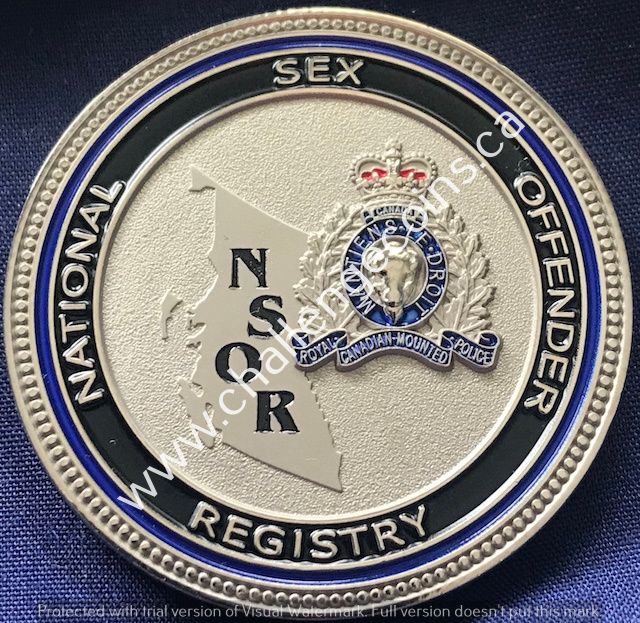 SEX
NATIONAL
OFFENDER
REGISTRY
N
S
O
R
CANADA
MAINTIENS LE DROIT
ROYAL CANADIAN MOUNTED POLICE
www.challengecoins.ca
Protected with trial version of Visual Watermark. Full version doesn't put this mark.